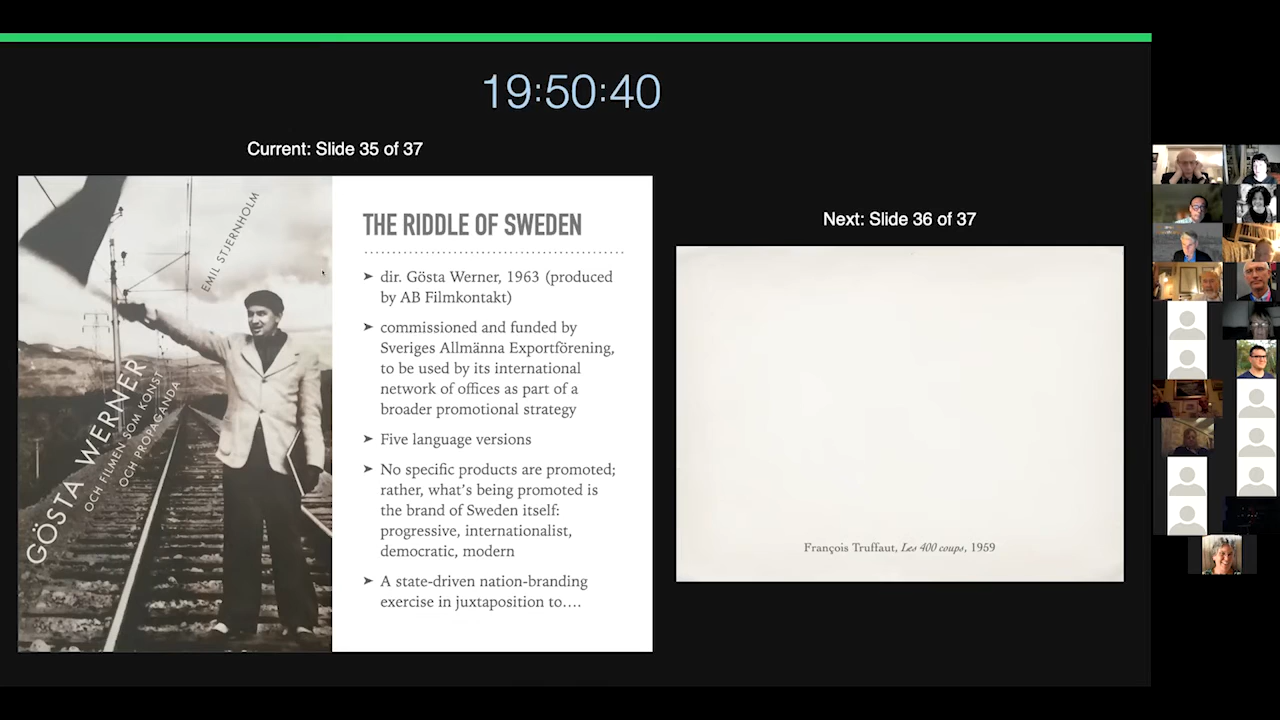 19:50:40
Current: Slide 35 of 37
EMIL STJERNHOLM
GÖSTA WERNER
OCH FILMEN SOM KONST
OCH PROPAGANDA
THE RIDDLE OF SWEDEN
➤ dir. Gösta Werner, 1963 (produced
by AB Filmkontakt)
➤ commissioned and funded by
Sveriges Allmänna Exportförening,
to be used by its international
network of offices as part of a
broader promotional strategy
➤ Five language versions
➤ No specific products are promoted;
rather, what's being promoted is
the brand of Sweden itself:
progressive, internationalist,
democratic, modern
➤ A state-driven nation-branding
exercise in juxtaposition to….
Next: Slide 36 of 37
François Truffaut, Les 400 coups, 1959